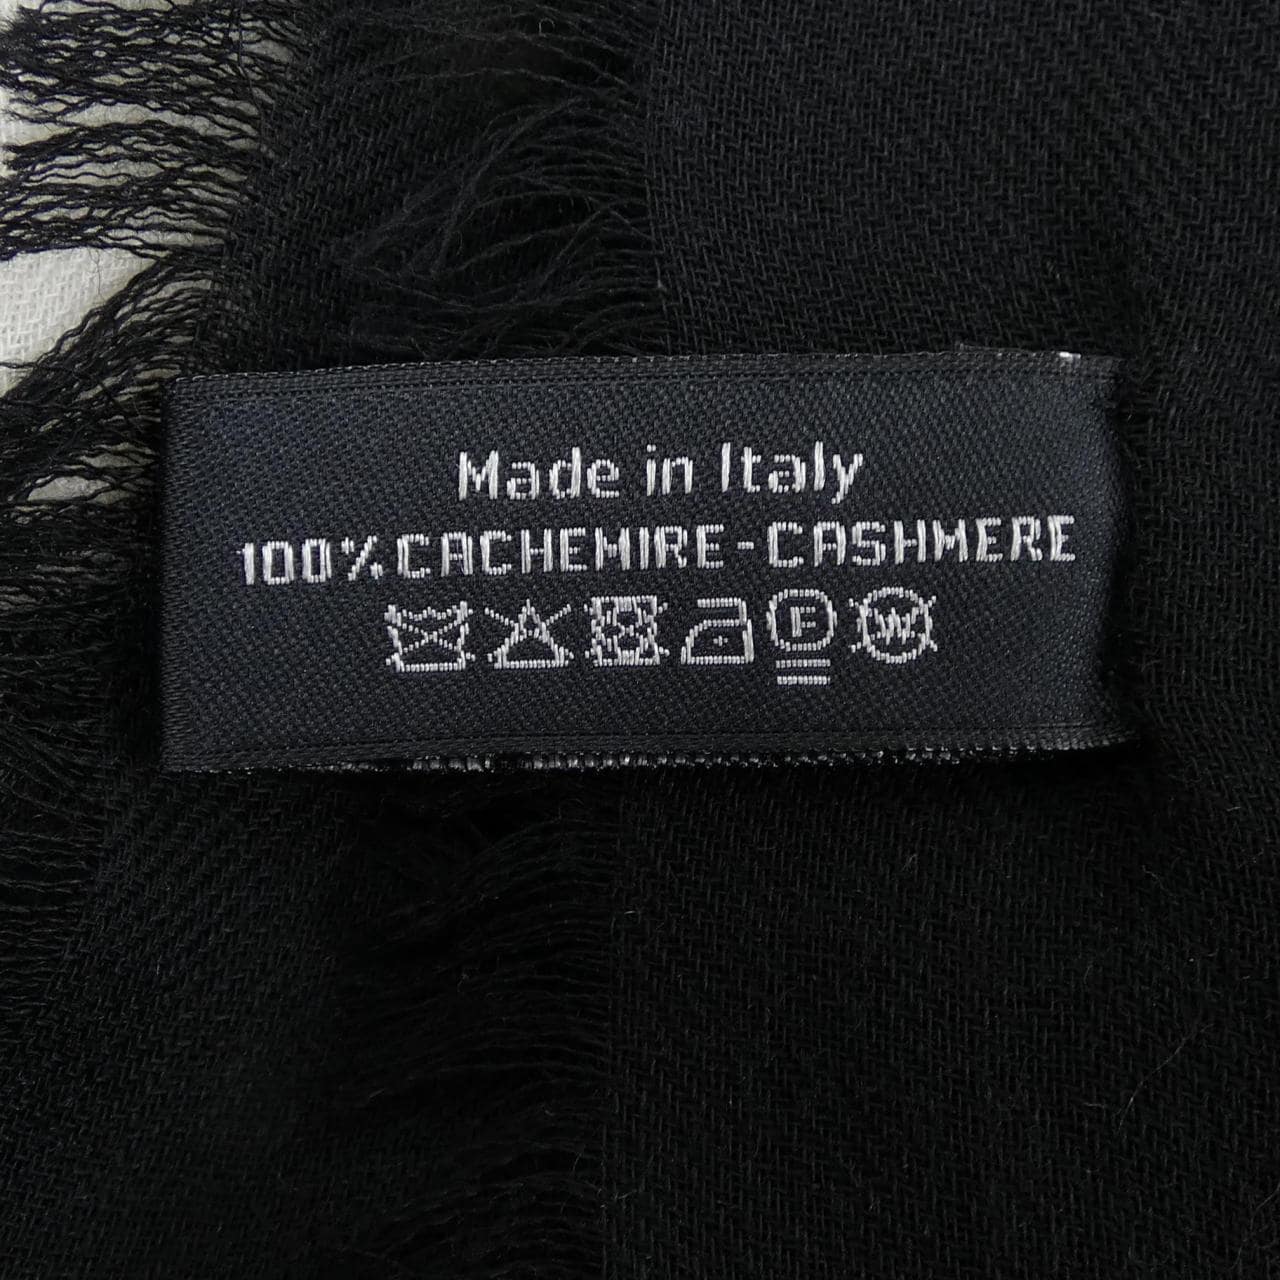 Made in Italy
100% CACHEMIRE - CASHMERE
F W